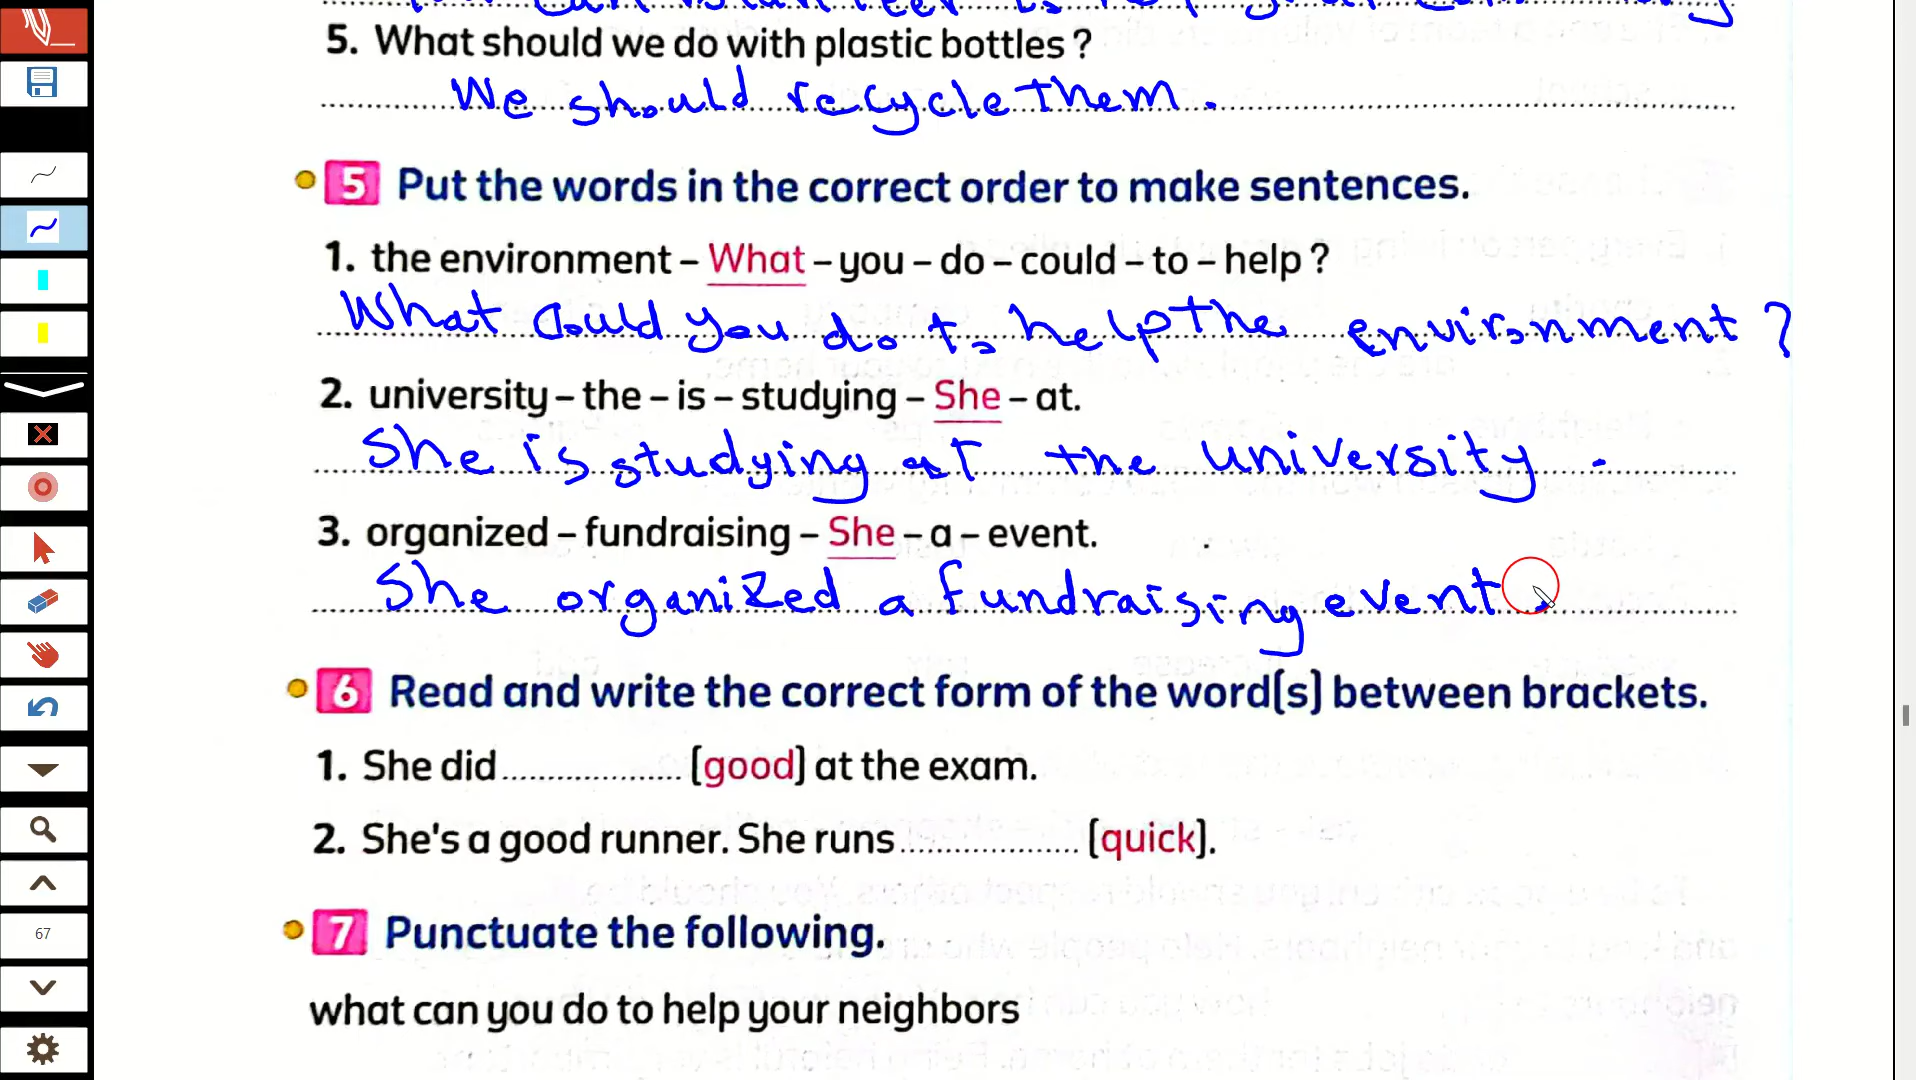 5. What should we do with plastic bottles ?
We should recycle them.
5 Put the words in the correct order to make sentences.
1. the environment – What – you – do – could – to – help ?
What could you do to help the environment ?
2. university – the – is – studying – She – at.
She is studying at the university .
3. organized – fundraising – She – a – event.
She organized a fundraising event .
6 Read and write the correct form of the word(s) between brackets.
1. She did .................... (good) at the exam.
2. She's a good runner. She runs .................... (quick).
7 Punctuate the following.
what can you do to help your neighbors
67